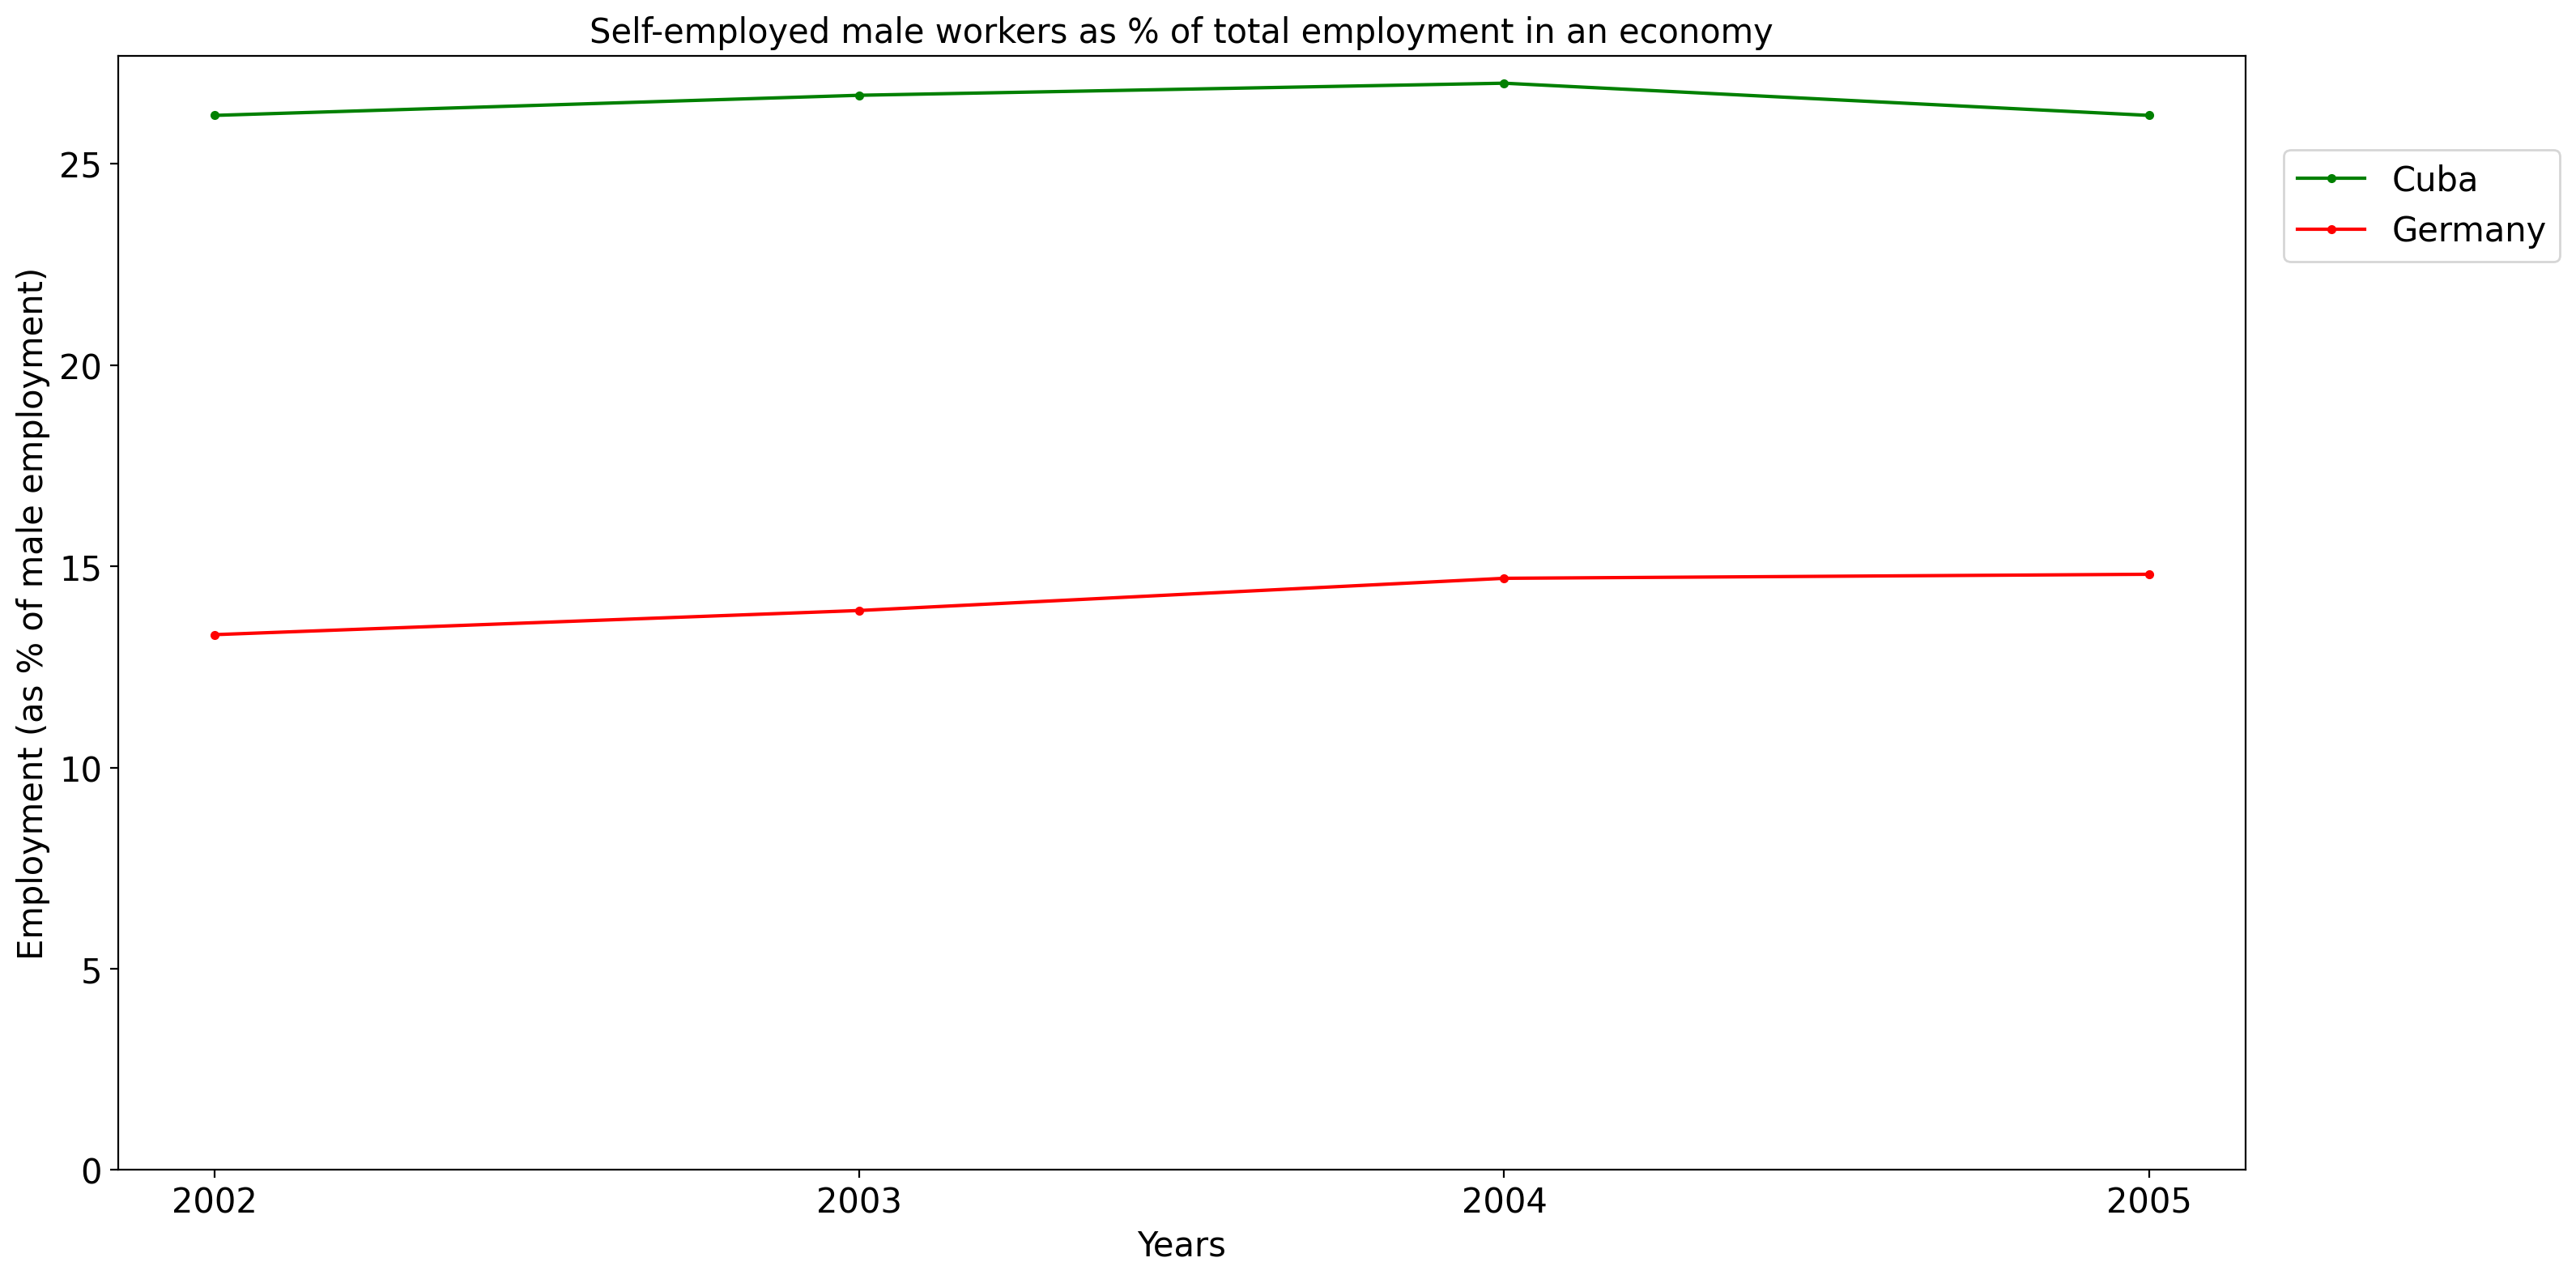 Self-employed male workers as % of total employment in an economy
Employment (as % of male employment)
25
20
15
10
5
0
2002
2003
2004
2005
Years
Cuba
Germany